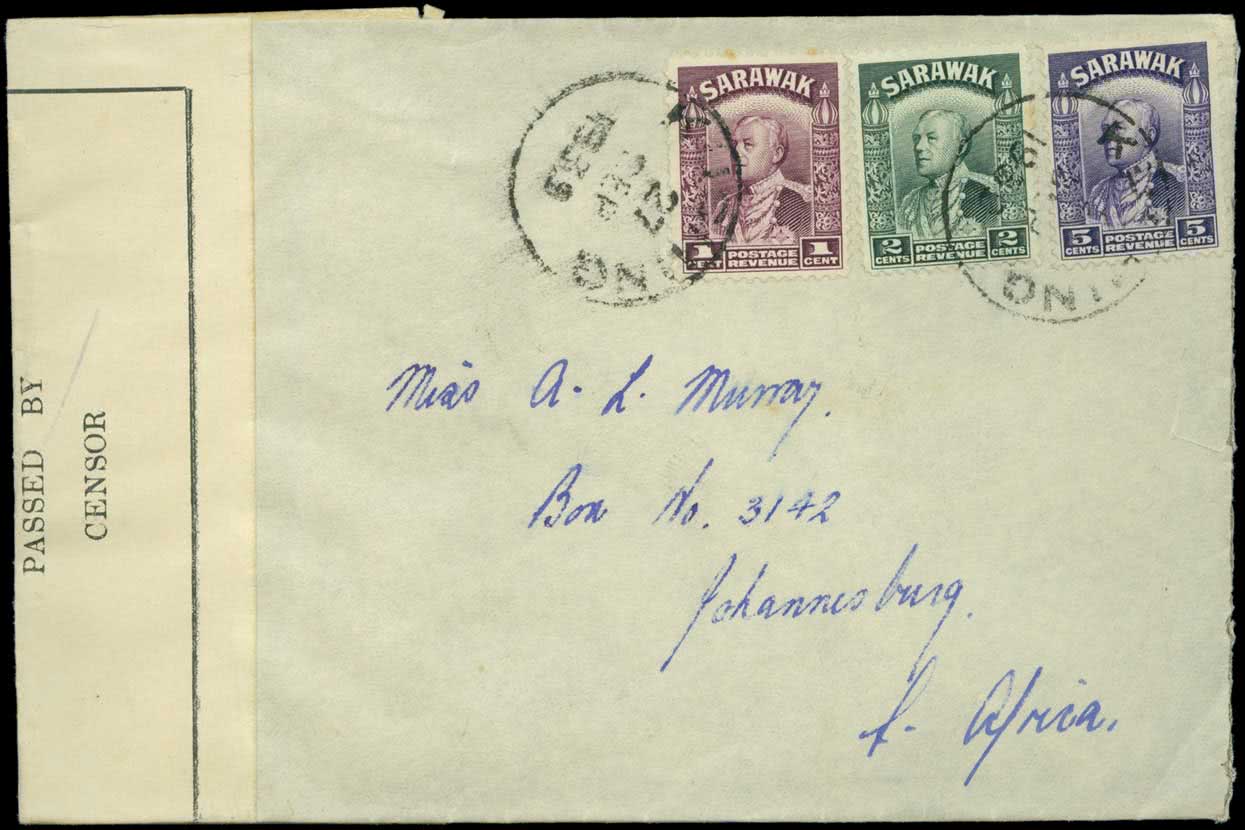 PASSED BY
CENSOR
SARAWAK
1 CENT POSTAGE REVENUE 1 CENT
SARAWAK
2 CENTS POSTAGE REVENUE 2 CENTS
SARAWAK
5 CENTS POSTAGE REVENUE 5 CENTS
Miss A. L. Murray.
Box No. 3142
Johannesburg.
S. Africa.